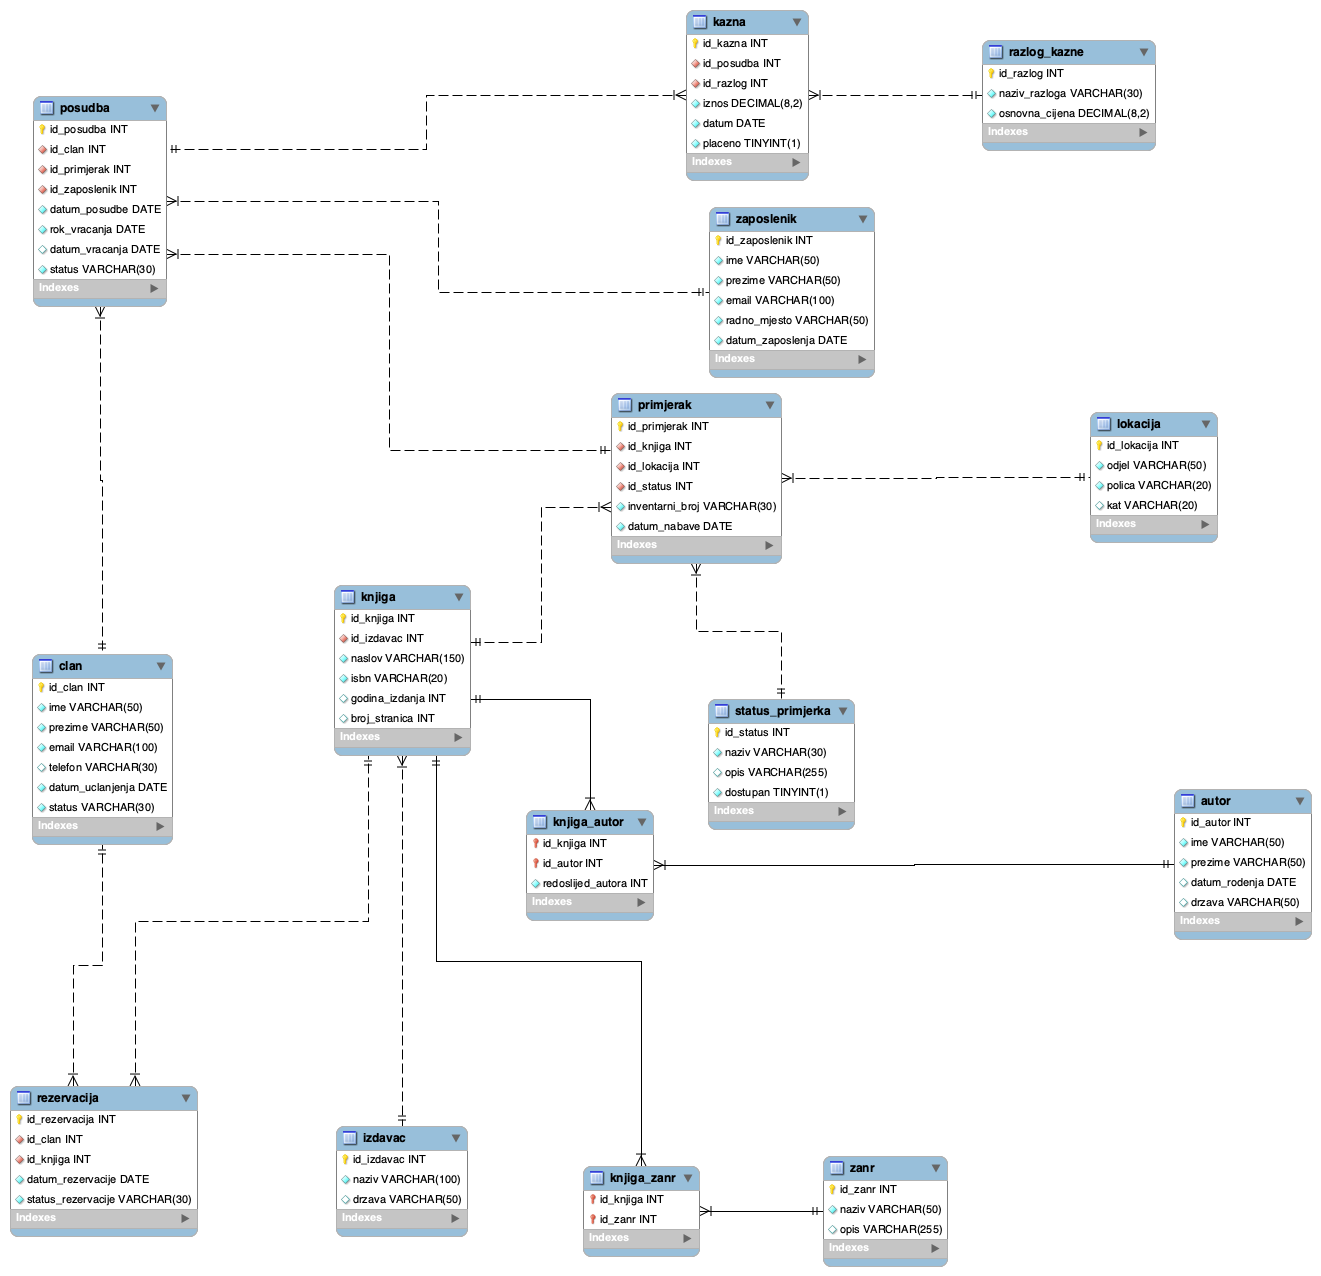 kazna
id_kazna INT
id_posudba INT
id_razlog INT
iznos DECIMAL(8,2)
datum DATE
placeno TINYINT(1)
Indexes
razlog_kazne
id_razlog INT
naziv_razloga VARCHAR(30)
osnovna_cijena DECIMAL(8,2)
Indexes
posudba
id_posudba INT
id_clan INT
id_primjerak INT
id_zaposlenik INT
datum_posudbe DATE
rok_vracanja DATE
datum_vracanja DATE
status VARCHAR(30)
Indexes
zaposlenik
id_zaposlenik INT
ime VARCHAR(50)
prezime VARCHAR(50)
email VARCHAR(100)
radno_mjesto VARCHAR(50)
datum_zaposlenja DATE
Indexes
primjerak
id_primjerak INT
id_knjiga INT
id_lokacija INT
id_status INT
inventarni_broj VARCHAR(30)
datum_nabave DATE
Indexes
lokacija
id_lokacija INT
odjel VARCHAR(50)
polica VARCHAR(20)
kat VARCHAR(20)
Indexes
knjiga
id_knjiga INT
id_izdavac INT
naslov VARCHAR(150)
isbn VARCHAR(20)
godina_izdanja INT
broj_stranica INT
Indexes
clan
id_clan INT
ime VARCHAR(50)
prezime VARCHAR(50)
email VARCHAR(100)
telefon VARCHAR(30)
datum_uclanjenja DATE
status VARCHAR(30)
Indexes
status_primjerka
id_status INT
naziv VARCHAR(30)
opis VARCHAR(255)
dostupan TINYINT(1)
Indexes
knjiga_autor
id_knjiga INT
id_autor INT
redoslijed_autora INT
Indexes
autor
id_autor INT
ime VARCHAR(50)
prezime VARCHAR(50)
datum_rodenja DATE
drzava VARCHAR(50)
Indexes
rezervacija
id_rezervacija INT
id_clan INT
id_knjiga INT
datum_rezervacije DATE
status_rezervacije VARCHAR(30)
Indexes
izdavac
id_izdavac INT
naziv VARCHAR(100)
drzava VARCHAR(50)
Indexes
knjiga_zanr
id_knjiga INT
id_zanr INT
Indexes
zanr
id_zanr INT
naziv VARCHAR(50)
opis VARCHAR(255)
Indexes